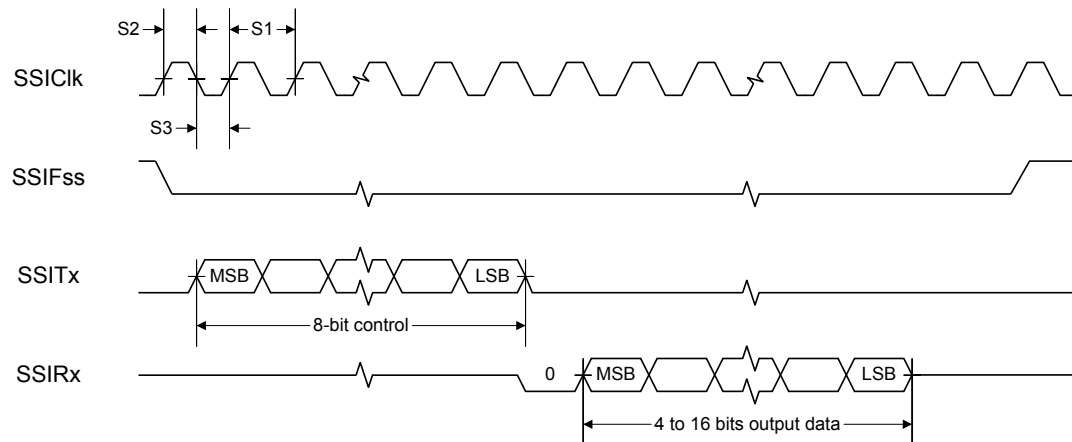 S2
S1
SSIClk
S3
SSIFss
SSITx
MSB
LSB
8-bit control
SSIRx
0
MSB
LSB
4 to 16 bits output data